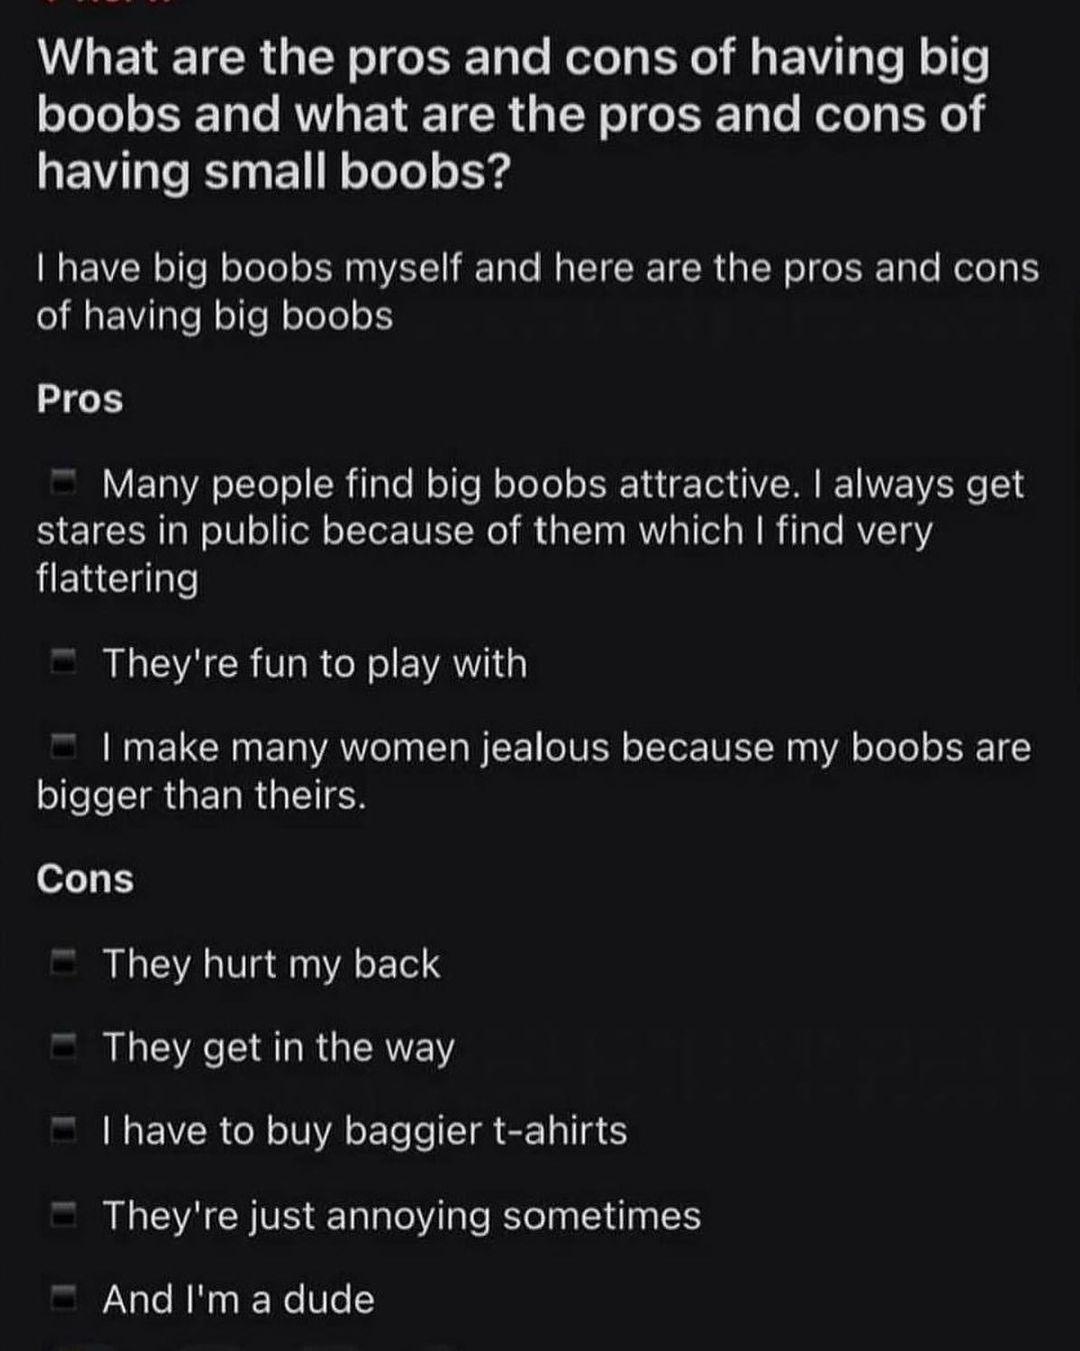 What are the pros and cons of having big
boobs and what are the pros and cons of
having small boobs?
I have big boobs myself and here are the pros and cons
of having big boobs
Pros
Many people find big boobs attractive. I always get
stares in public because of them which I find very
flattering
They're fun to play with
I make many women jealous because my boobs are
bigger than theirs.
Cons
They hurt my back
They get in the way
I have to buy baggier t-ahirts
They're just annoying sometimes
And I'm a dude